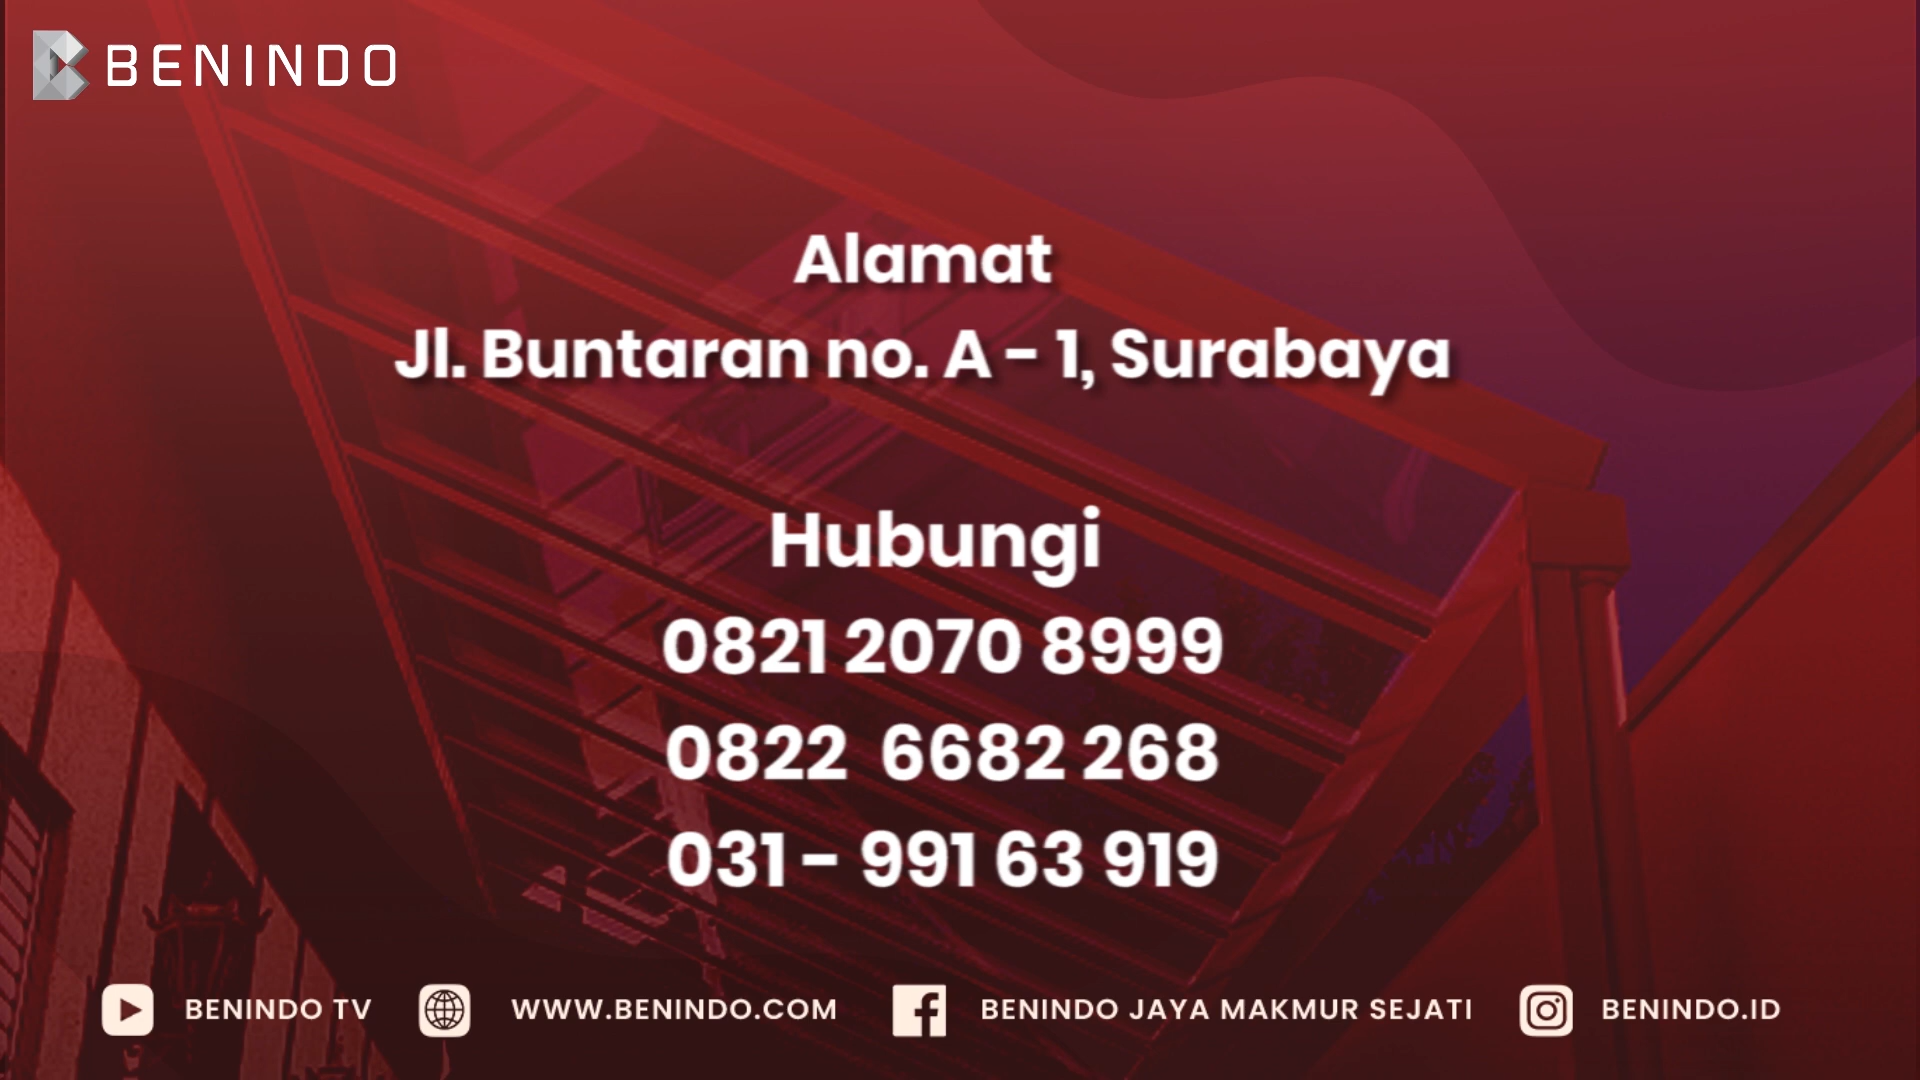 BENINDO
Alamat
Jl. Buntaran no. A - 1, Surabaya
Hubungi
0821 2070 8999
0822 6682 268
031 - 991 63 919
BENINDO TV
WWW.BENINDO.COM
BENINDO JAYA MAKMUR SEJATI
BENINDO.ID